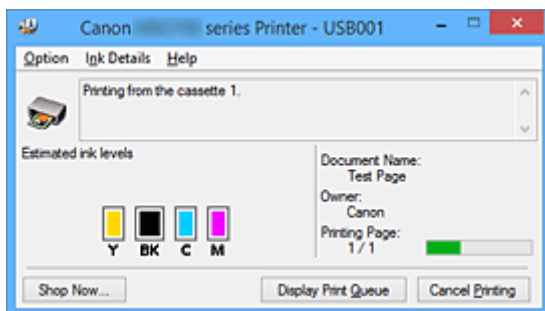 Canon series Printer - USB001
Option Ink Details Help
Printing from the cassette 1.
Estimated ink levels
Document Name:
Test Page
Owner:
Canon
Printing Page:
1 / 1
Y BK C M
Shop Now... Display Print Queue Cancel Printing